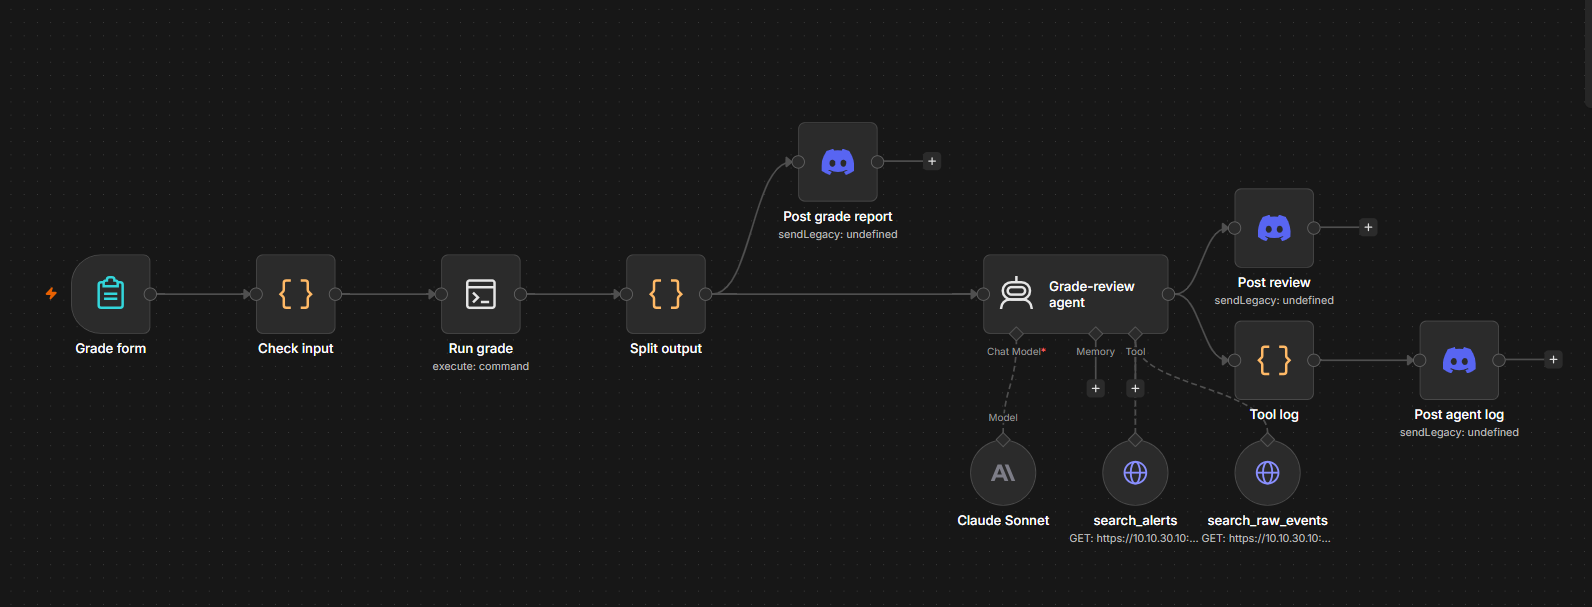 Grade form
Check input
Run grade
execute: command
Split output
Post grade report
sendLegacy: undefined
Grade-review
agent
Chat Model*
Memory
Tool
Model
Claude Sonnet
search_alerts
GET: https://10.10.30.10:...
search_raw_events
GET: https://10.10.30.10:...
Post review
sendLegacy: undefined
Tool log
Post agent log
sendLegacy: undefined